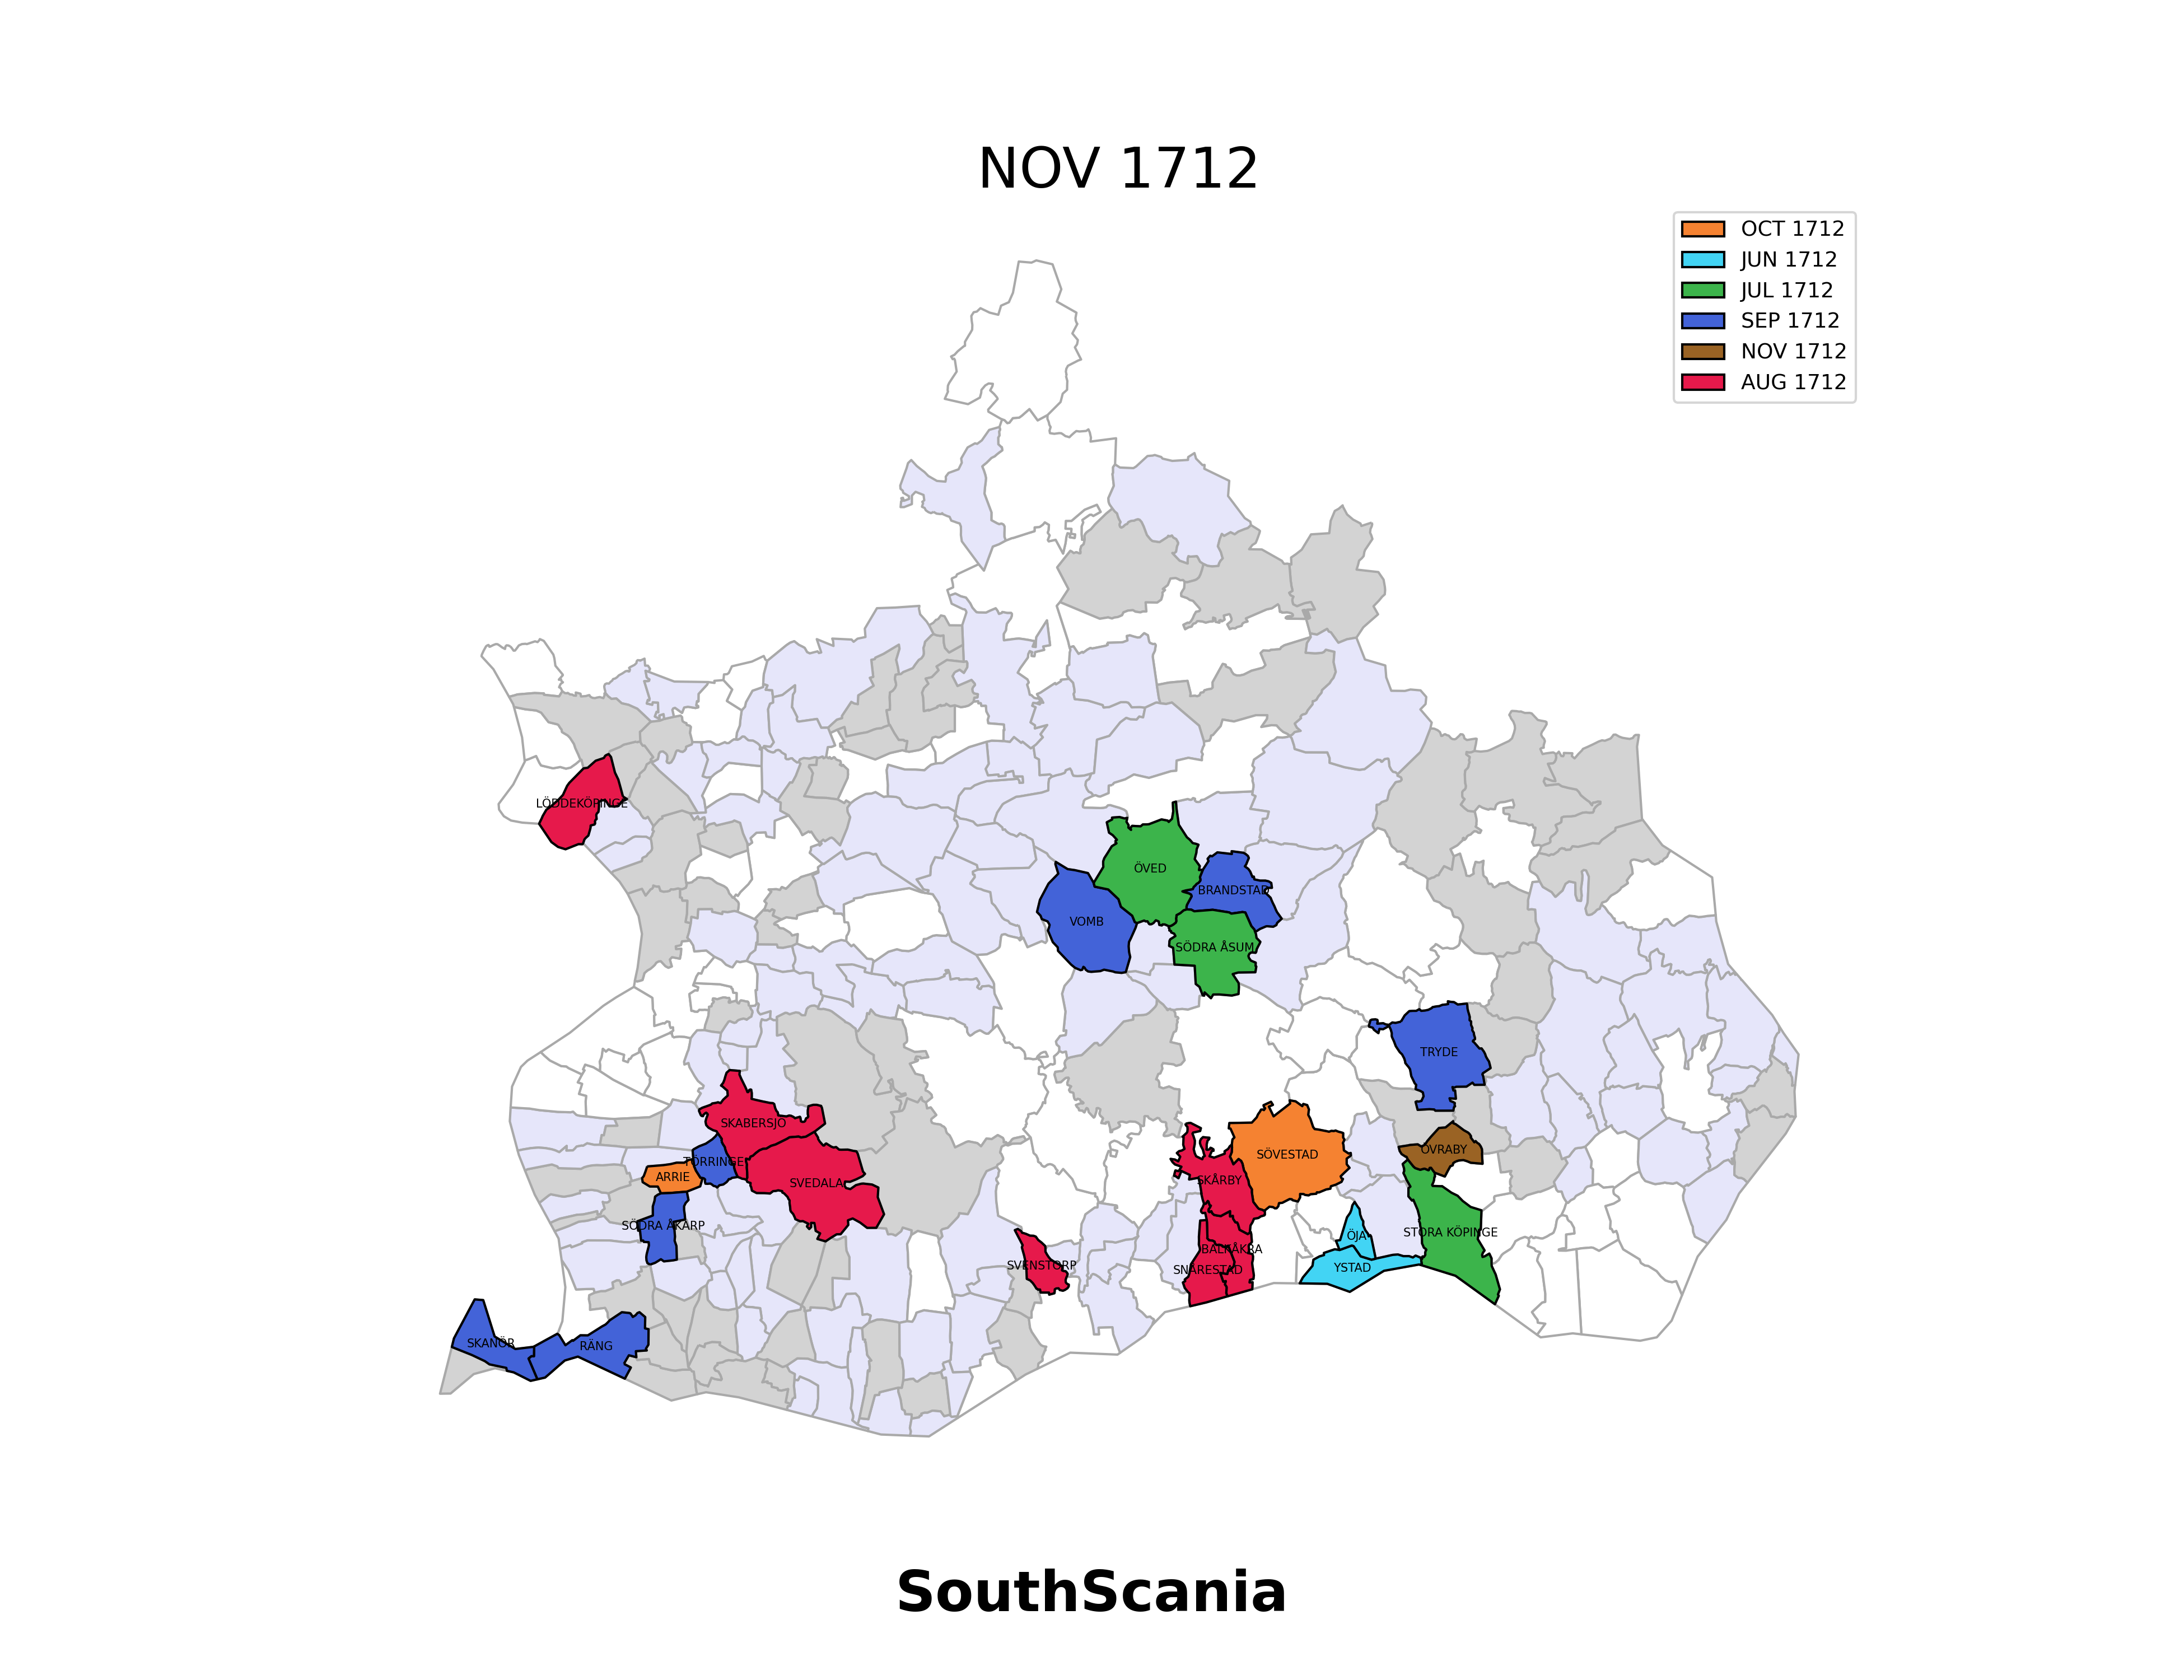 NOV 1712
OCT 1712
JUN 1712
JUL 1712
SEP 1712
NOV 1712
AUG 1712
LÖDDEKÖPINGE
ÖVED
BRANDSTAD
VOMB
SÖDRA ÅSUM
TRYDE
SKABERSJÖ
TÖRRINGE
ARRIE
SVEDALA
SÖVESTAD
ÖVRABY
SKÅRBY
SÖDRA ÅKARP
STORA KÖPINGE
ÖJA
BALKÅKRA
SVENSTORP
SNÅRESTAD
YSTAD
SKANÖR
RÄNG
SouthScania